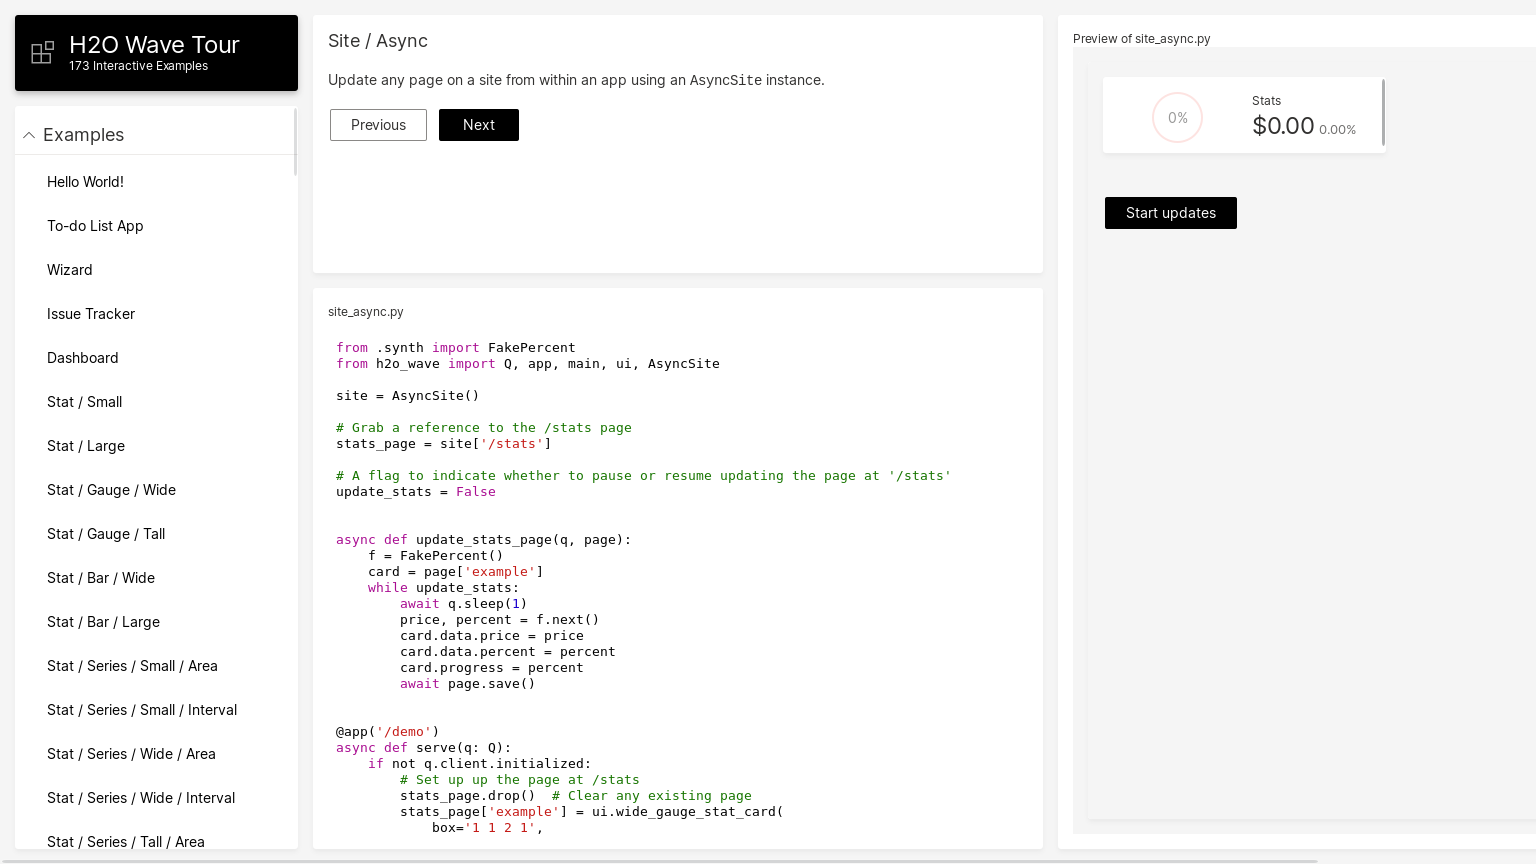 H2O Wave Tour
173 Interactive Examples
Examples
Hello World!
To-do List App
Wizard
Issue Tracker
Dashboard
Stat / Small
Stat / Large
Stat / Gauge / Wide
Stat / Gauge / Tall
Stat / Bar / Wide
Stat / Bar / Large
Stat / Series / Small / Area
Stat / Series / Small / Interval
Stat / Series / Wide / Area
Stat / Series / Wide / Interval
Stat / Series / Tall / Area
Site / Async
Update any page on a site from within an app using an AsyncSite instance.
Previous
Next
site_async.py
from .synth import FakePercent
from h2o_wave import Q, app, main, ui, AsyncSite
site = AsyncSite()
# Grab a reference to the /stats page
stats_page = site['/stats']
# A flag to indicate whether to pause or resume updating the page at '/stats'
update_stats = False
async def update_stats_page(q, page):
    f = FakePercent()
    card = page['example']
    while update_stats:
        await q.sleep(1)
        price, percent = f.next()
        card.data.price = price
        card.data.percent = percent
        card.progress = percent
        await page.save()
@app('/demo')
async def serve(q: Q):
    if not q.client.initialized:
        # Set up up the page at /stats
        stats_page.drop()  # Clear any existing page
        stats_page['example'] = ui.wide_gauge_stat_card(
            box='1 1 2 1',
Preview of site_async.py
0%
Stats
$0.00 0.00%
Start updates